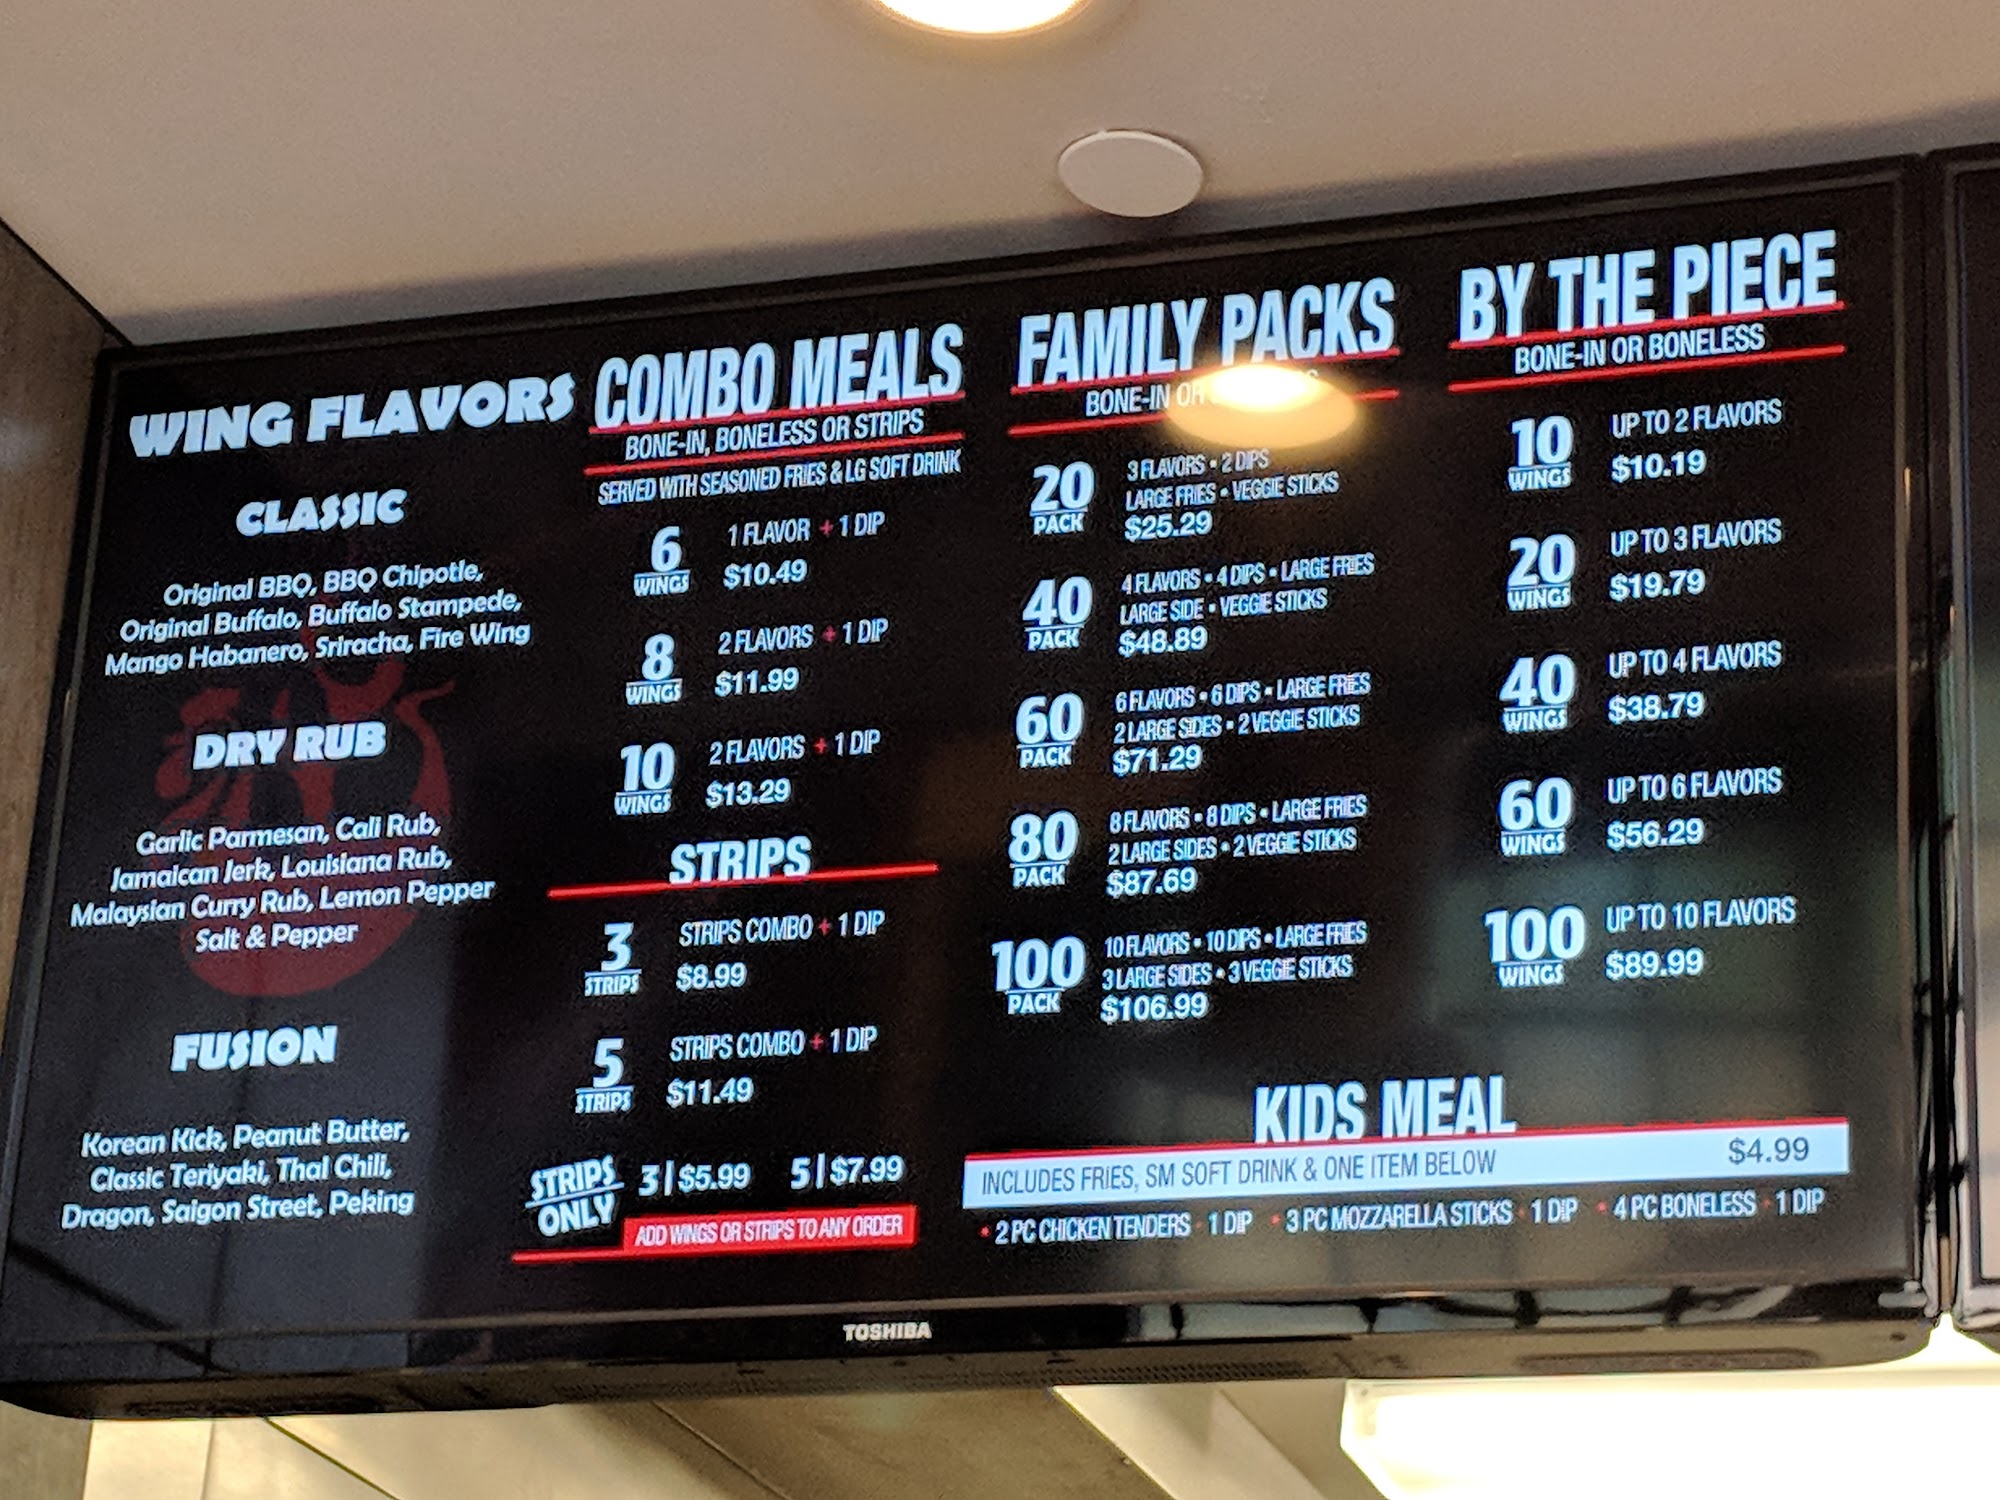 WING FLAVORS
CLASSIC
Original BBQ, BBQ Chipotle,
Original Buffalo, Buffalo Stampede,
Mango Habanero, Sriracha, Fire Wing
DRY RUB
Garlic Parmesan, Cali Rub,
Jamaican Jerk, Louisiana Rub,
Malaysian Curry Rub, Lemon Pepper
Salt & Pepper
FUSION
Korean Kick, Peanut Butter,
Classic Teriyaki, Thai Chili,
Dragon, Saigon Street, Peking
COMBO MEALS
BONE-IN, BONELESS OR STRIPS
SERVED WITH SEASONED FRIES & LG SOFT DRINK
6 WINGS
1 FLAVOR + 1 DIP
$10.49
8 WINGS
2 FLAVORS + 1 DIP
$11.99
10 WINGS
2 FLAVORS + 1 DIP
$13.29
STRIPS
3 STRIPS
STRIPS COMBO + 1 DIP
$8.99
5 STRIPS
STRIPS COMBO + 1 DIP
$11.49
STRIPS ONLY
3 | $5.99 5 | $7.99
ADD WINGS OR STRIPS TO ANY ORDER
FAMILY PACKS
BONE-IN OR
20 PACK
3 FLAVORS • 2 DIPS
LARGE FRIES • VEGGIE STICKS
$25.29
40 PACK
4 FLAVORS • 4 DIPS • LARGE FRIES
LARGE SIDE • VEGGIE STICKS
$48.89
60 PACK
6 FLAVORS • 6 DIPS • LARGE FRIES
2 LARGE SIDES • 2 VEGGIE STICKS
$71.29
80 PACK
8 FLAVORS • 8 DIPS • LARGE FRIES
2 LARGE SIDES • 2 VEGGIE STICKS
$87.69
100 PACK
10 FLAVORS • 10 DIPS • LARGE FRIES
3 LARGE SIDES • 3 VEGGIE STICKS
$106.99
BY THE PIECE
BONE-IN OR BONELESS
10 WINGS
UP TO 2 FLAVORS
$10.19
20 WINGS
UP TO 3 FLAVORS
$19.79
40 WINGS
UP TO 4 FLAVORS
$38.79
60 WINGS
UP TO 6 FLAVORS
$56.29
100 WINGS
UP TO 10 FLAVORS
$89.99
KIDS MEAL
INCLUDES FRIES, SM SOFT DRINK & ONE ITEM BELOW $4.99
• 2 PC CHICKEN TENDERS 1 DIP • 3 PC MOZZARELLA STICKS 1 DIP • 4 PC BONELESS 1 DIP
TOSHIBA